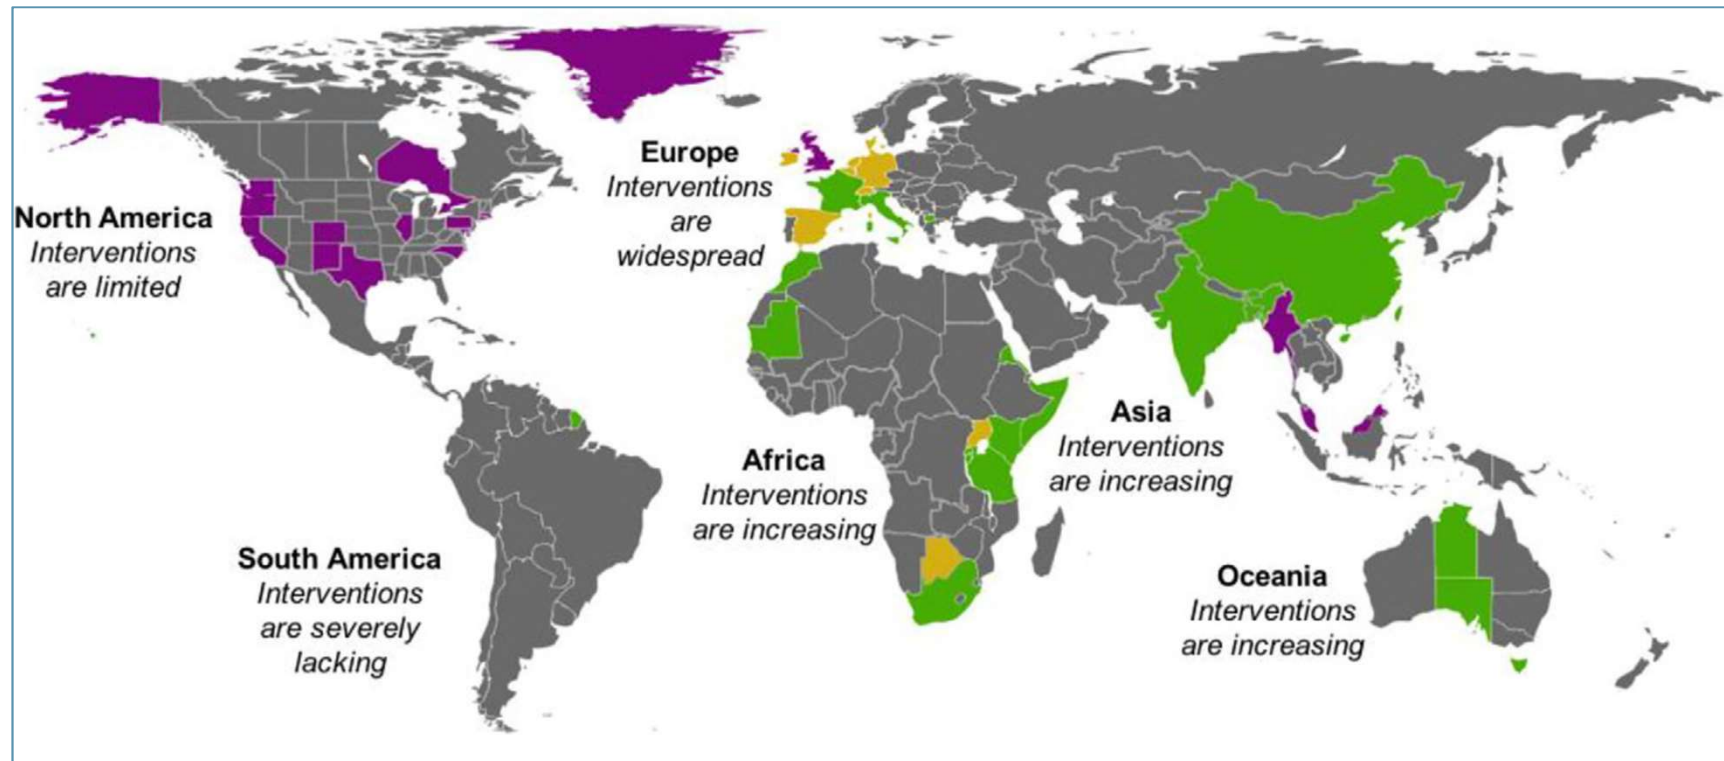 North America
Interventions
are limited
Europe
Interventions
are
widespread
South America
Interventions
are severely
lacking
Africa
Interventions
are increasing
Asia
Interventions
are increasing
Oceania
Interventions
are increasing